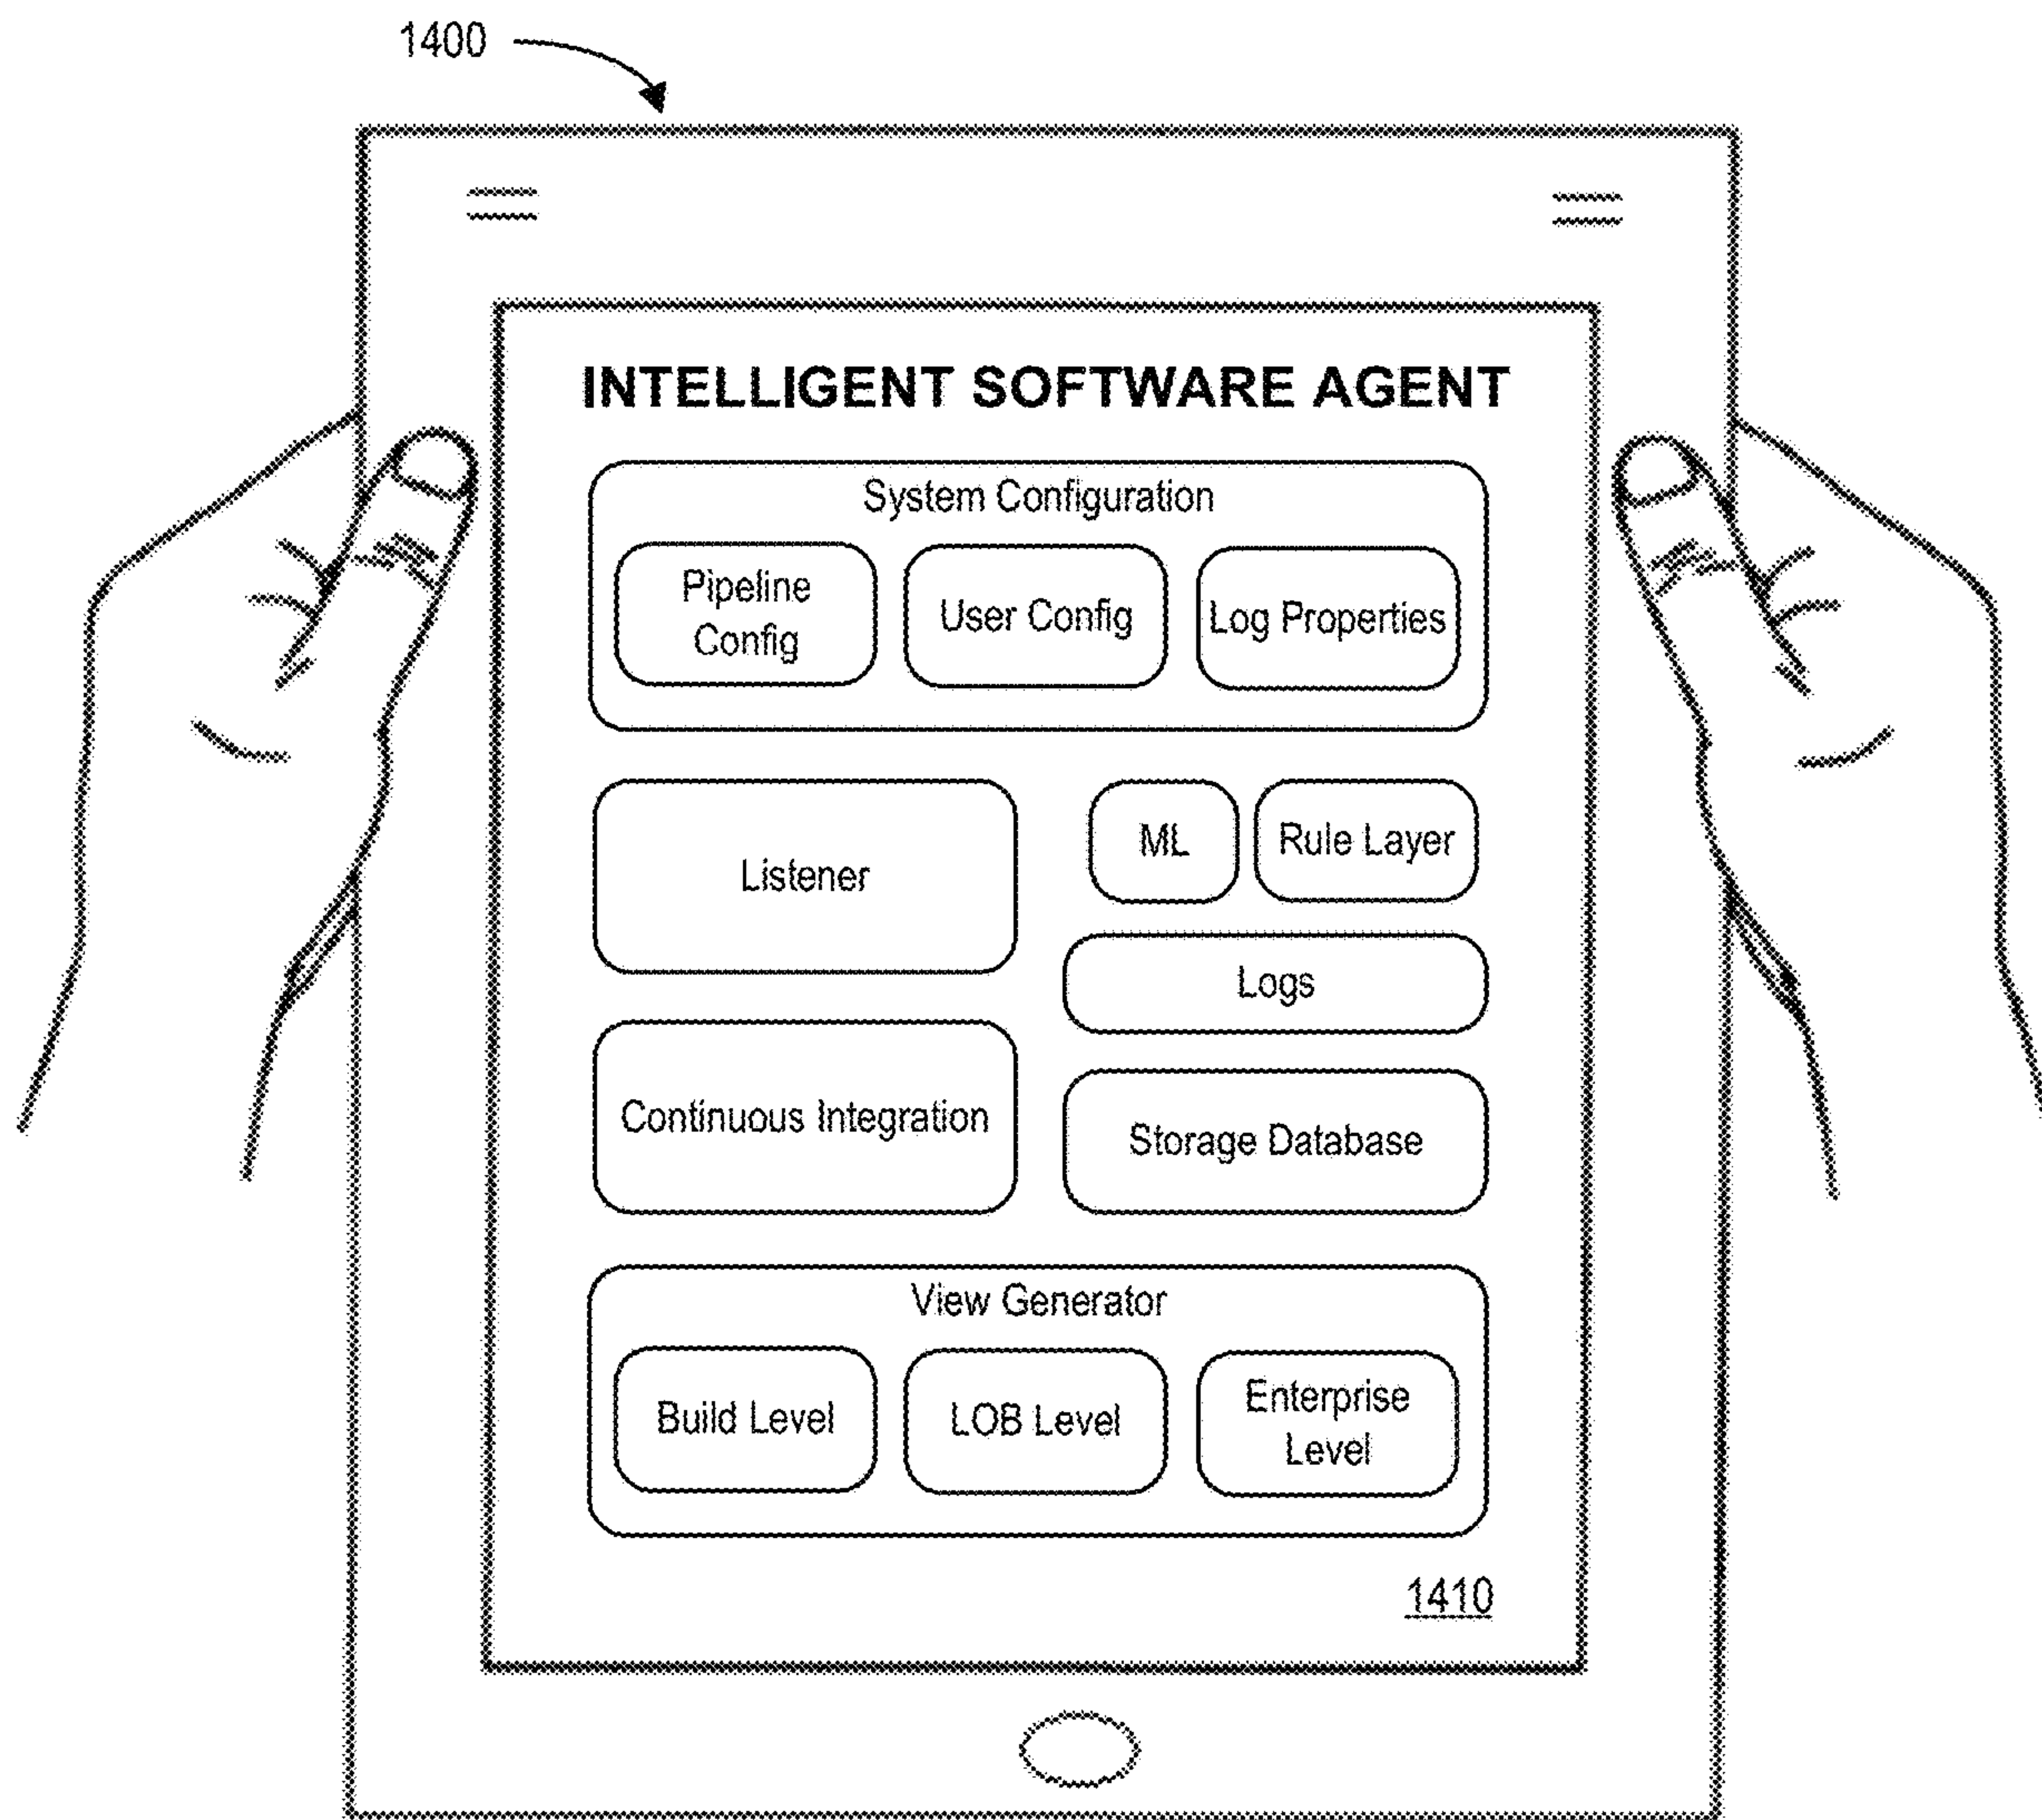 1400
INTELLIGENT SOFTWARE AGENT
System Configuration
Pipeline
Config
User Config
Log Properties
Listener
ML
Rule Layer
Logs
Continuous Integration
Storage Database
View Generator
Build Level
LOB Level
Enterprise
Level
1410